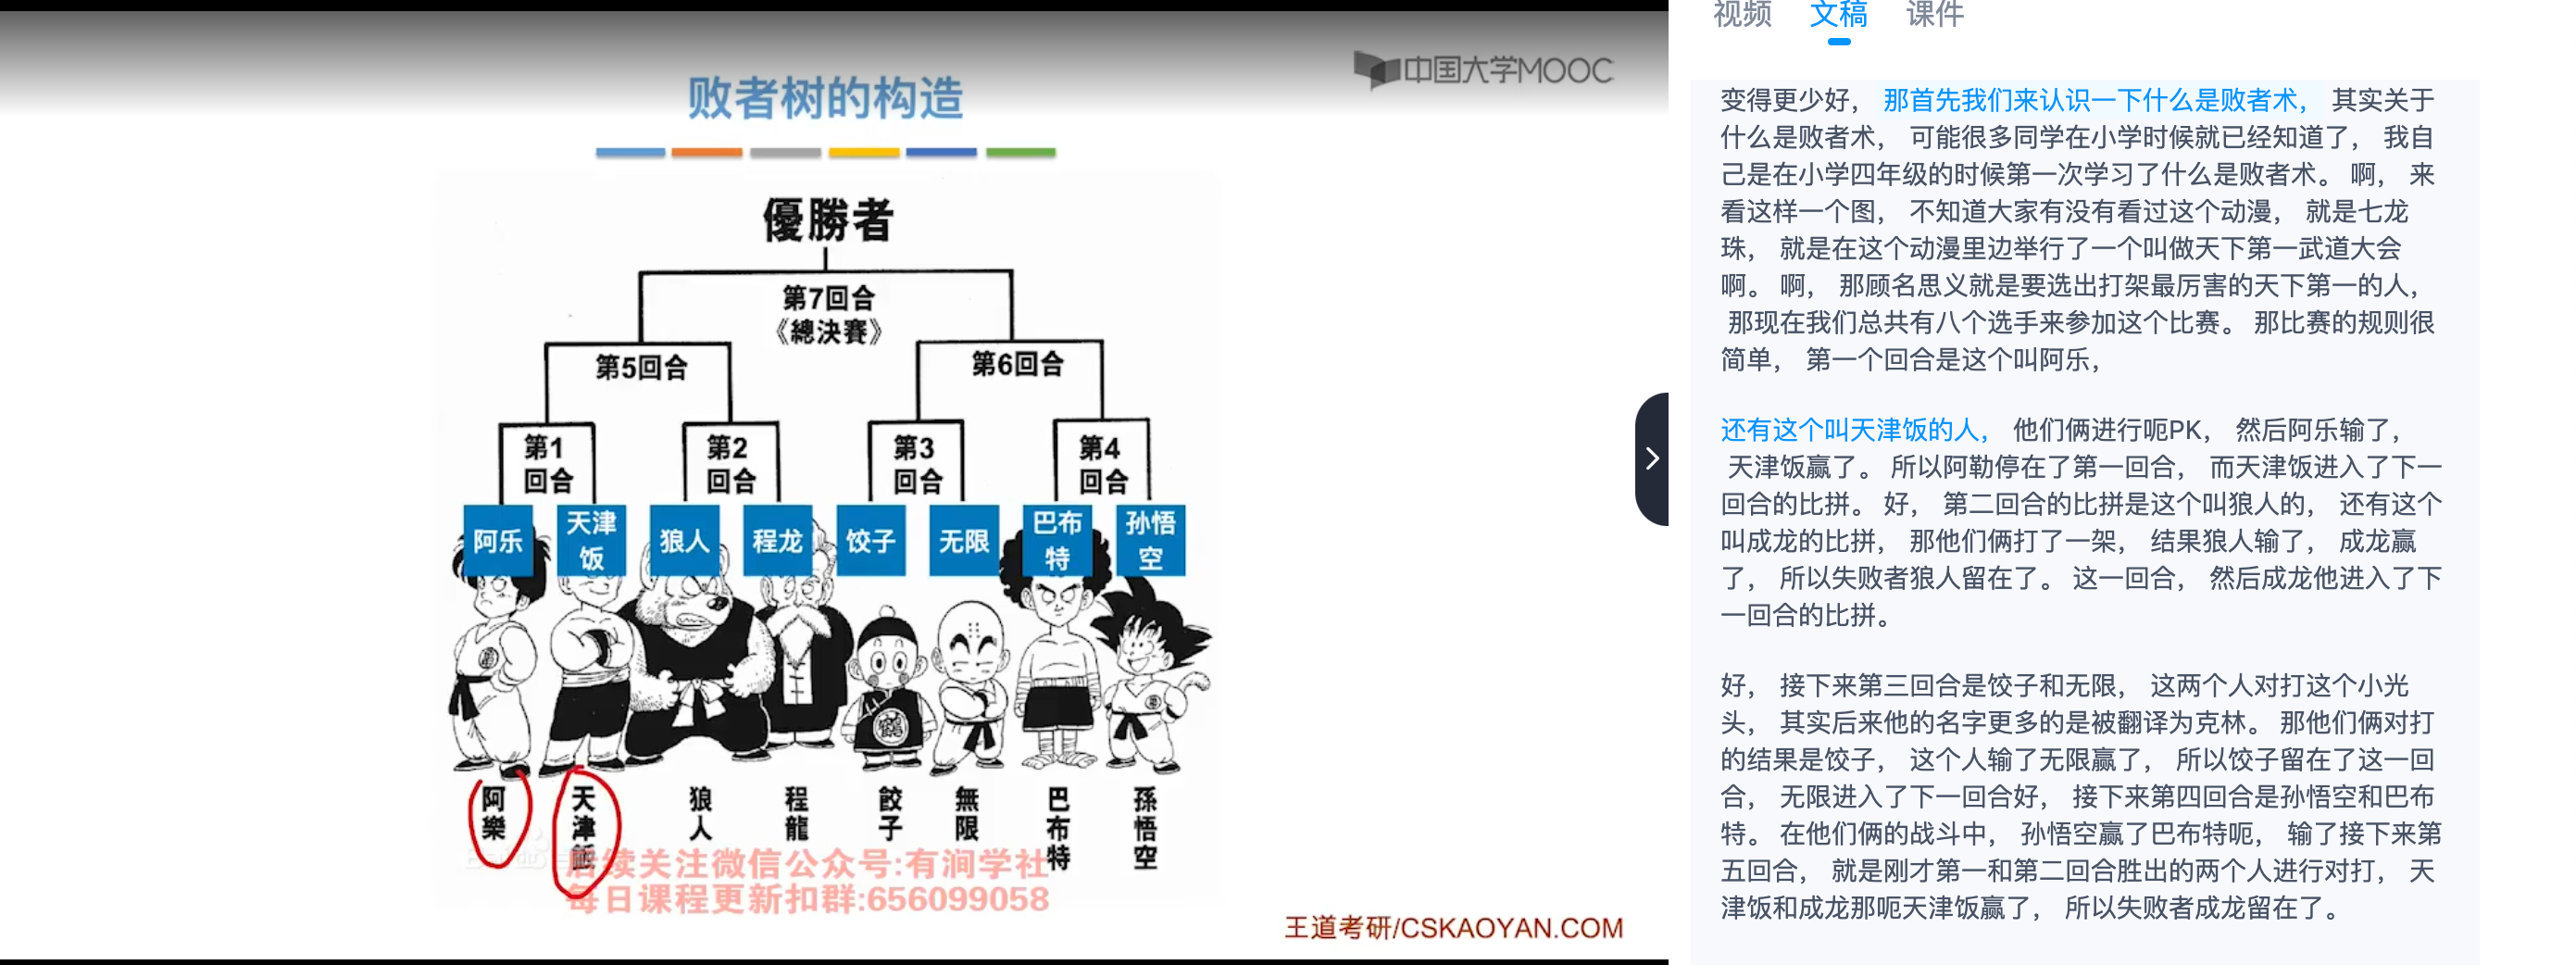 中国大学MOOC
败者树的构造
優勝者
第7回合
《總決賽》
第5回合
第6回合
第1
回合
第2
回合
第3
回合
第4
回合
阿乐
天津
饭
狼人
程龙
饺子
无限
巴布
特
孙悟
空
阿樂
天津飯
狼人
程龍
餃子
無限
巴布特
孫悟空
后续关注微信公众号:有涧学社
每日课程更新扣群:656099058
王道考研/CSKAOYAN.COM
视频 文稿 课件
变得更少好， 那首先我们来认识一下什么是败者术， 其实关于
什么是败者术， 可能很多同学在小学时候就已经知道了， 我自
己是在小学四年级的时候第一次学习了什么是败者术。 啊， 来
看这样一个图， 不知道大家有没有看过这个动漫， 就是七龙
珠， 就是在这个动漫里边举行了一个叫做天下第一武道大会
啊。 啊， 那顾名思义就是要选出打架最厉害的天下第一的人，
那现在我们总共有八个选手来参加这个比赛。 那比赛的规则很
简单， 第一个回合是这个叫阿乐，
还有这个叫天津饭的人， 他们俩进行呃PK， 然后阿乐输了，
天津饭赢了。 所以阿勒停在了第一回合， 而天津饭进入了下一
回合的比拼。 好， 第二回合的比拼是这个叫狼人的， 还有这个
叫成龙的比拼， 那他们俩打了一架， 结果狼人输了， 成龙赢
了， 所以失败者狼人留在了。 这一回合， 然后成龙他进入了下
一回合的比拼。
好， 接下来第三回合是饺子和无限， 这两个人对打这个小光
头， 其实后来他的名字更多的是被翻译为克林。 那他们俩对打
的结果是饺子， 这个人输了无限赢了， 所以饺子留在了这一回
合， 无限进入了下一回合好， 接下来第四回合是孙悟空和巴布
特。 在他们俩的战斗中， 孙悟空赢了巴布特呃， 输了接下来第
五回合， 就是刚才第一和第二回合胜出的两个人进行对打， 天
津饭和成龙那呃天津饭赢了， 所以失败者成龙留在了。